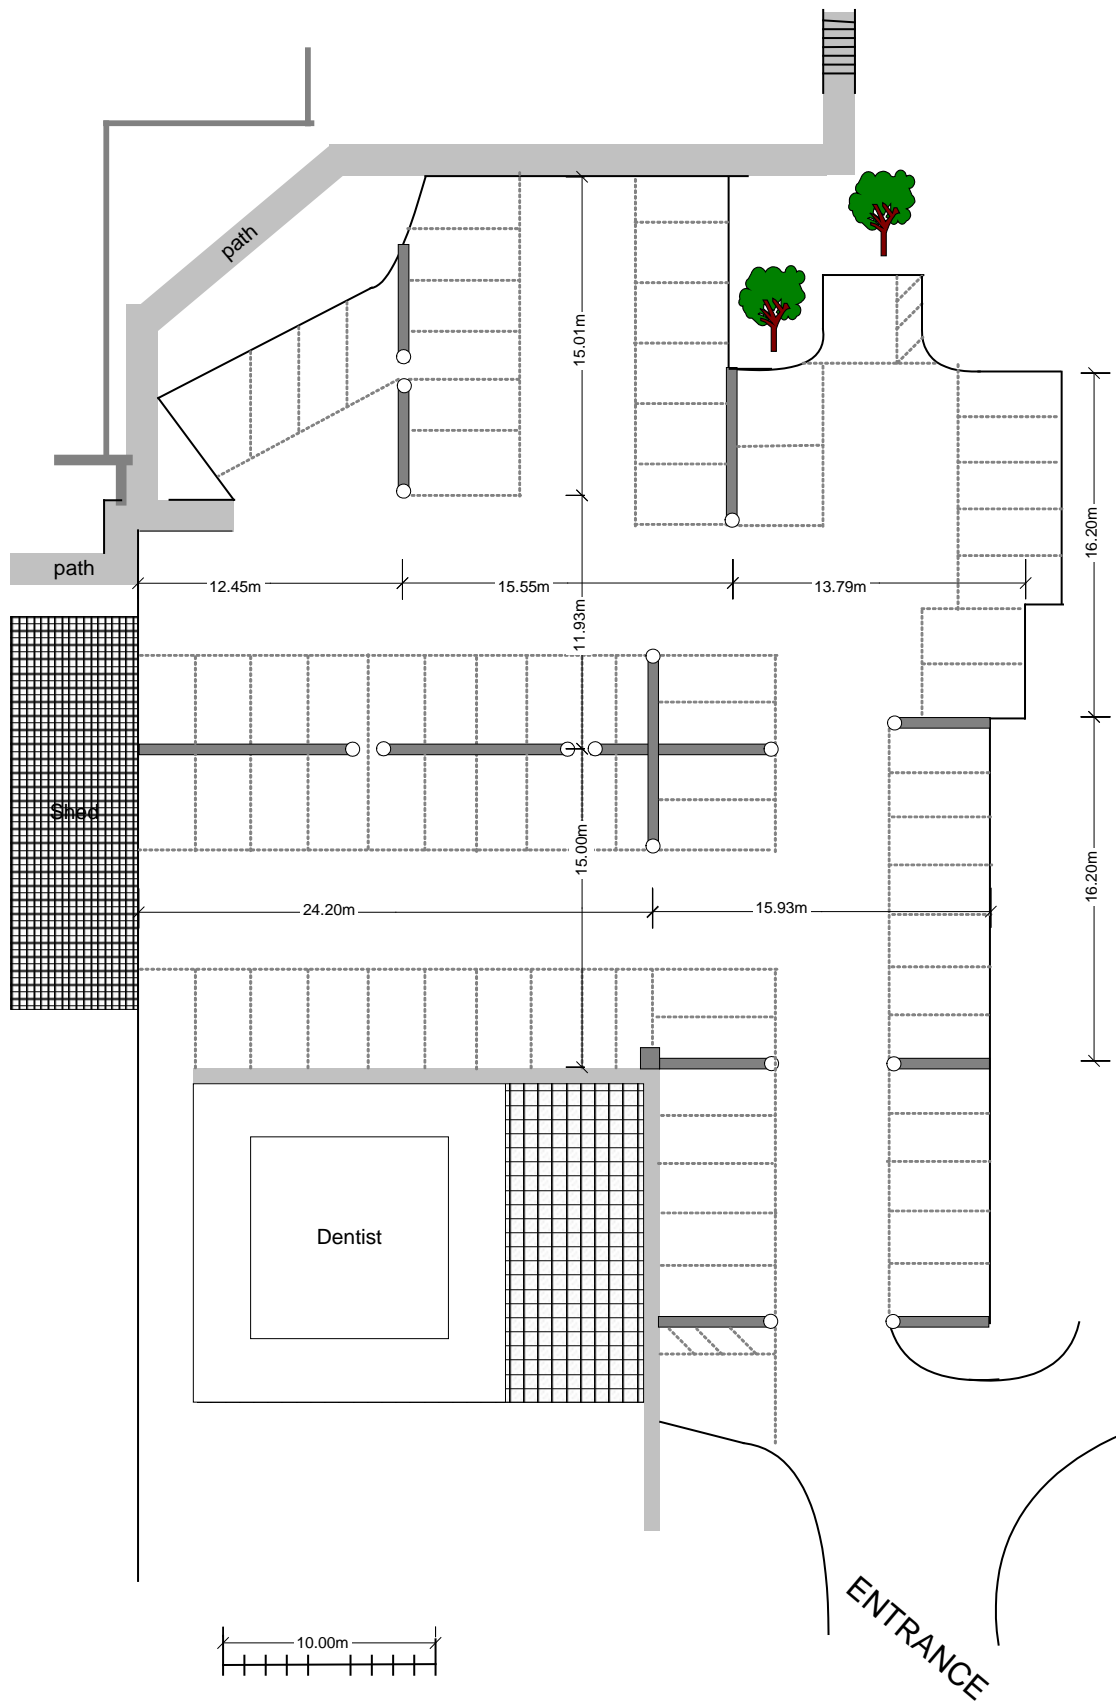 path
15.01m
path
12.45m
15.55m
13.79m
16.20m
11.93m
Shed
15.00m
16.20m
24.20m
15.93m
Dentist
ENTRANCE
10.00m